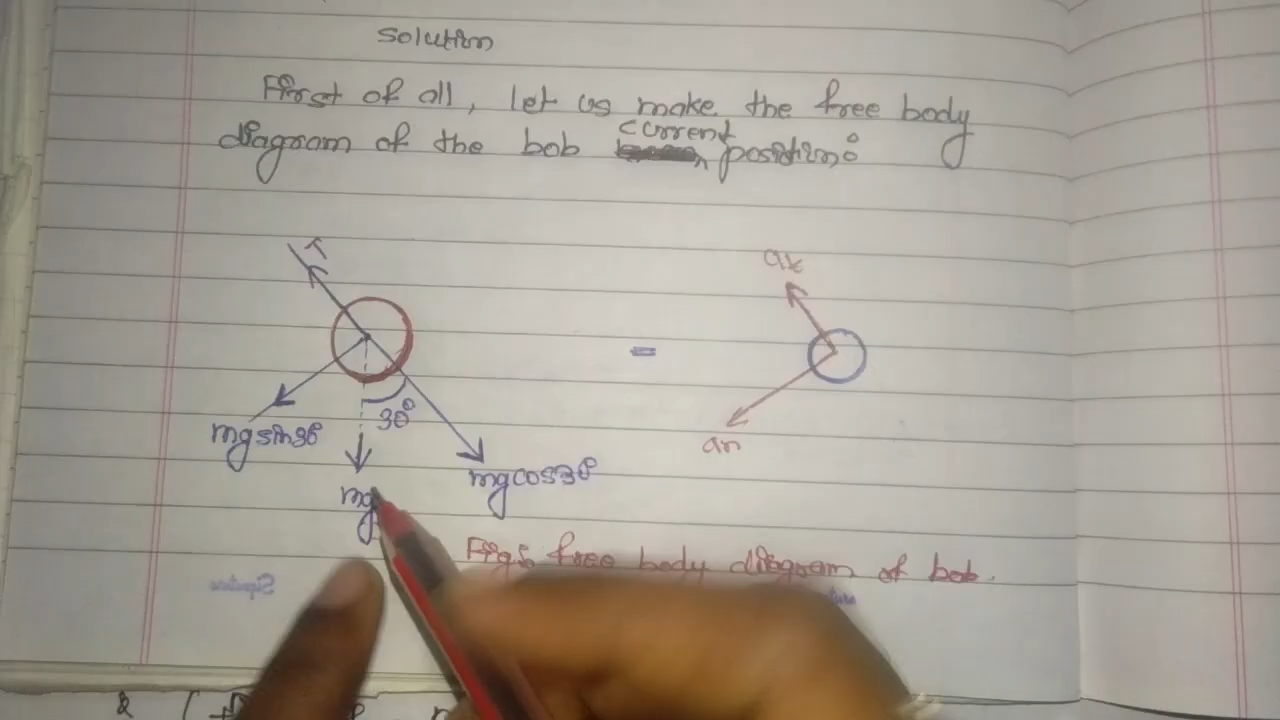 solution
First of all, let us make the free body
current
diagram of the bob position:
T
30°
mg sin30
mg cos30
mg
an
Fig: free body diagram of bob.
Signature